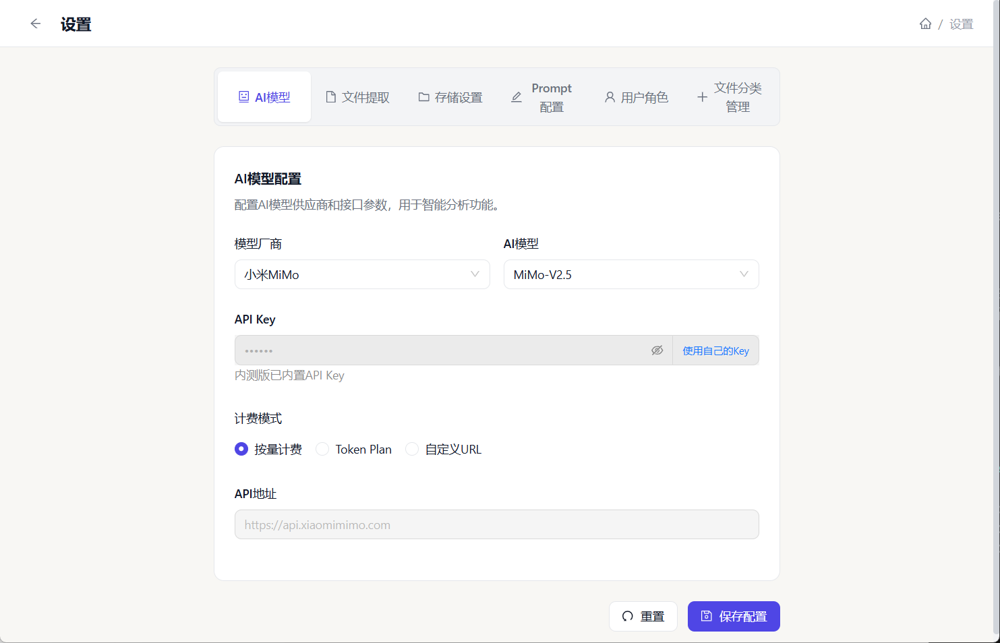 设置
/ 设置
AI模型
文件提取
存储设置
Prompt
配置
用户角色
文件分类
管理
AI模型配置
配置AI模型供应商和接口参数，用于智能分析功能。
模型厂商
AI模型
小米MiMo
MiMo-V2.5
API Key
••••••
使用自己的Key
内测版已内置API Key
计费模式
按量计费
Token Plan
自定义URL
API地址
https://api.xiaomimimo.com
重置
保存配置